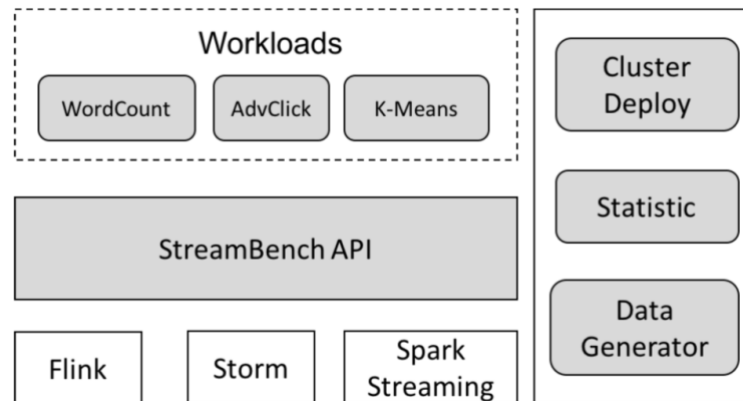 Workloads
WordCount
AdvClick
K-Means
StreamBench API
Flink
Storm
Spark
Streaming
Cluster
Deploy
Statistic
Data
Generator